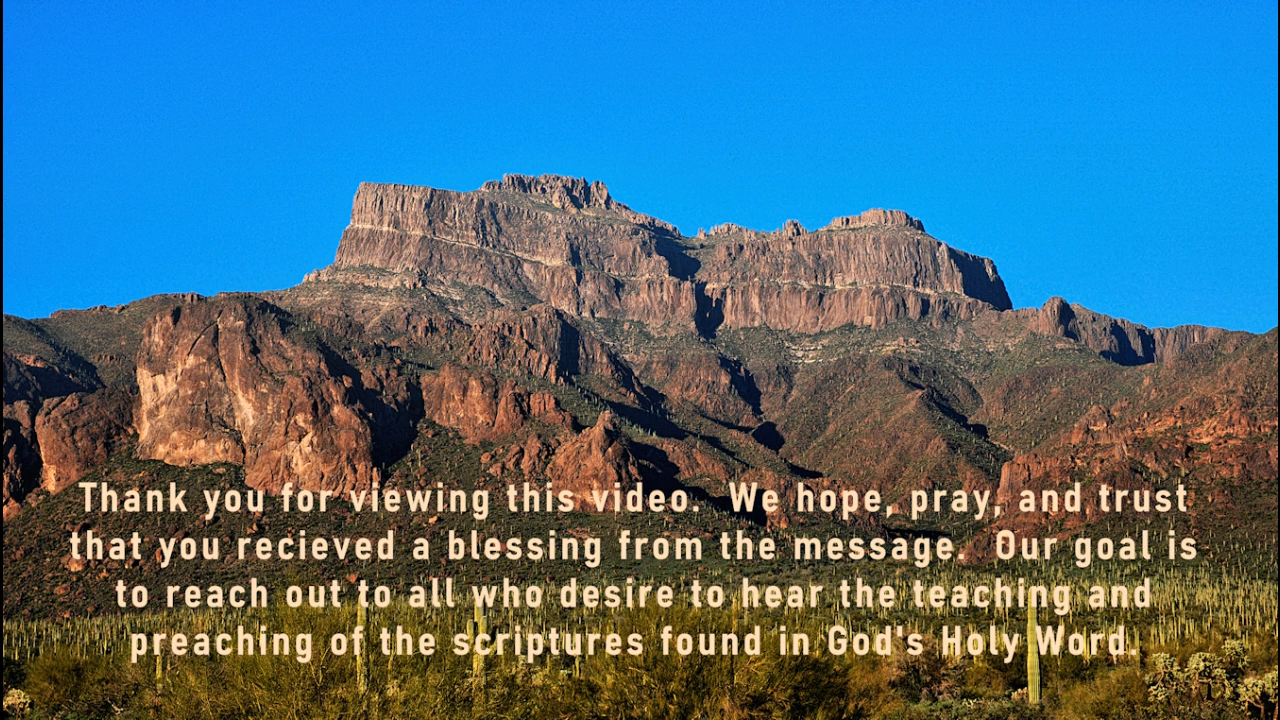 Thank you for viewing this video.  We hope, pray, and trust
that you recieved a blessing from the message.  Our goal is
to reach out to all who desire to hear the teaching and
preaching of the scriptures found in God's Holy Word.